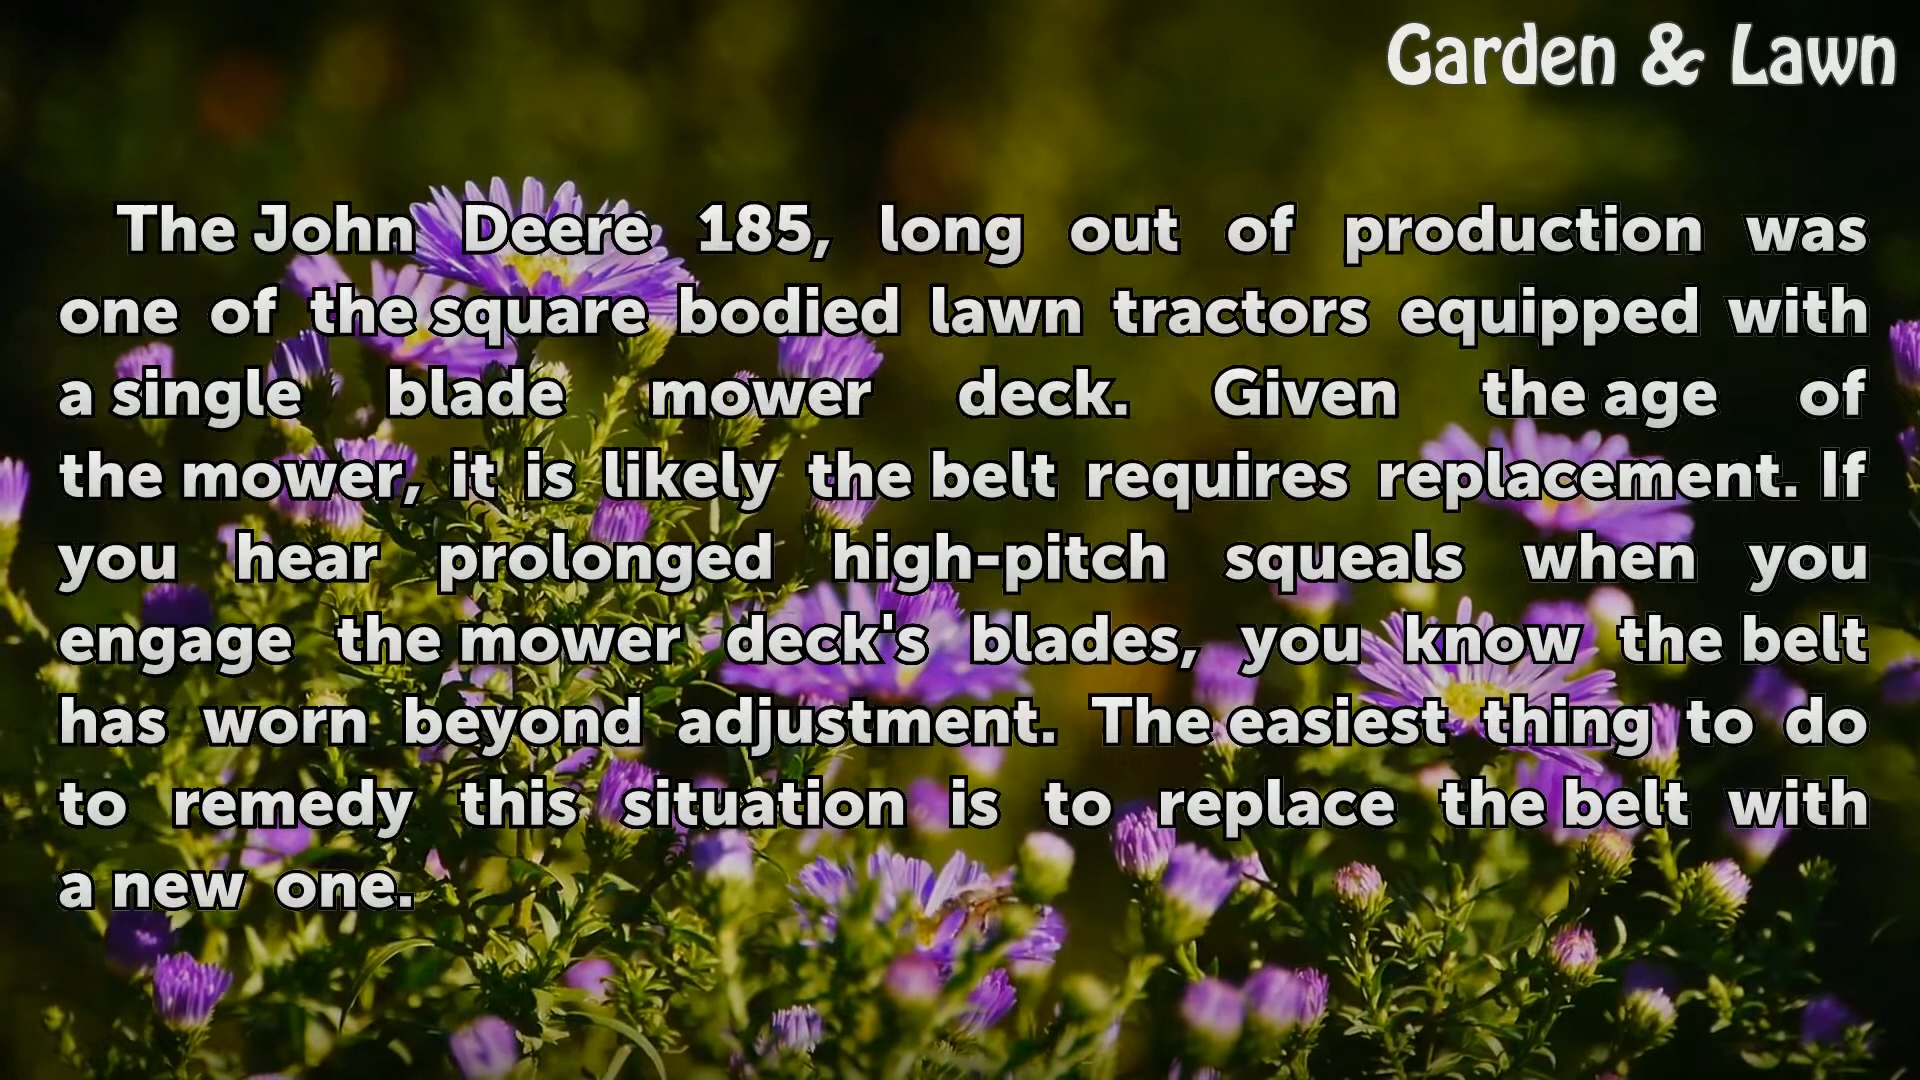 Garden & Lawn
The John Deere 185, long out of production was
one of the square bodied lawn tractors equipped with
a single blade mower deck. Given the age of
the mower, it is likely the belt requires replacement. If
you hear prolonged high-pitch squeals when you
engage the mower deck's blades, you know the belt
has worn beyond adjustment. The easiest thing to do
to remedy this situation is to replace the belt with
a new one.